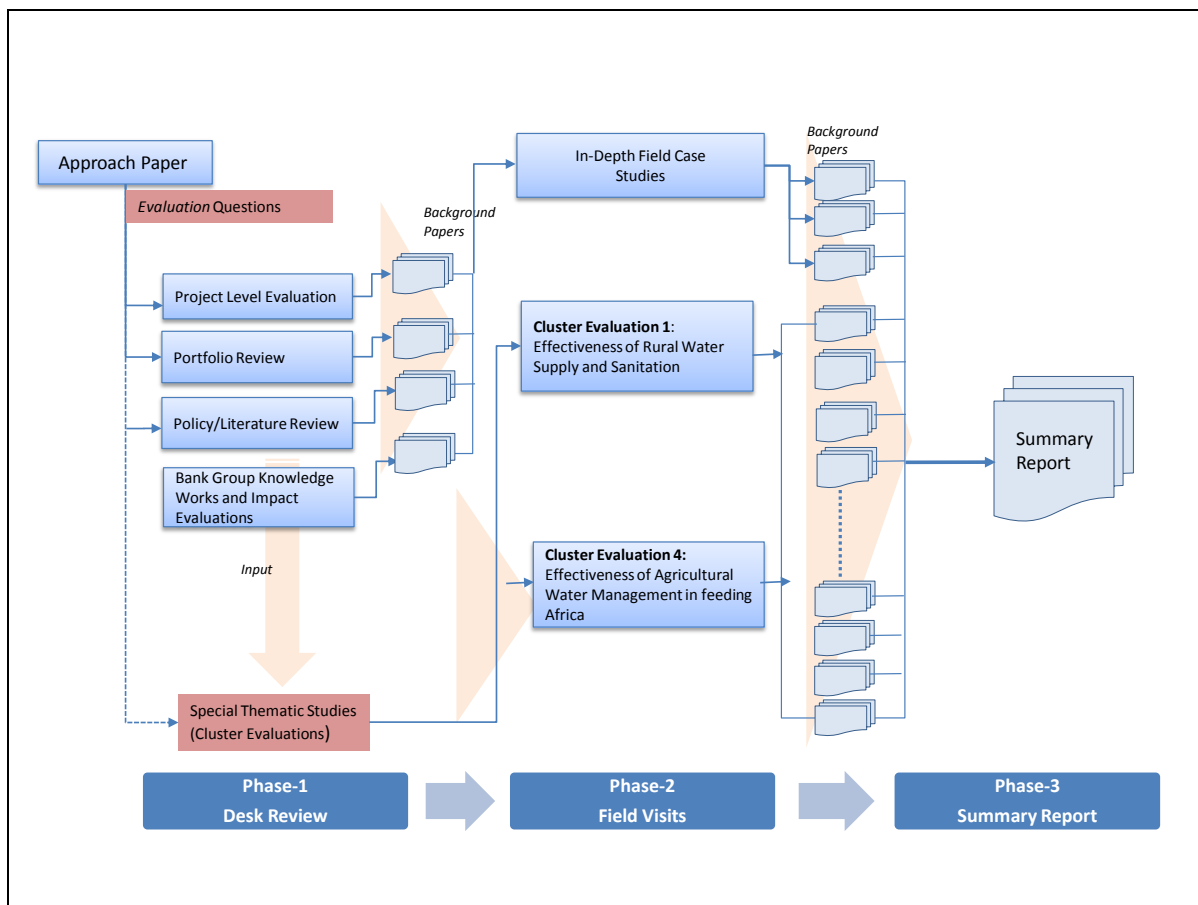 Approach Paper
Evaluation Questions
Background
Papers
Project Level Evaluation
Portfolio Review
Policy/Literature Review
Bank Group Knowledge
Works and Impact
Evaluations
Input
Special Thematic Studies
(Cluster Evaluations)
In-Depth Field Case
Studies
Cluster Evaluation 1:
Effectiveness of Rural Water
Supply and Sanitation
Cluster Evaluation 4:
Effectiveness of Agricultural
Water Management in feeding
Africa
Background
Papers
Summary
Report
Phase-1
Desk Review
Phase-2
Field Visits
Phase-3
Summary Report